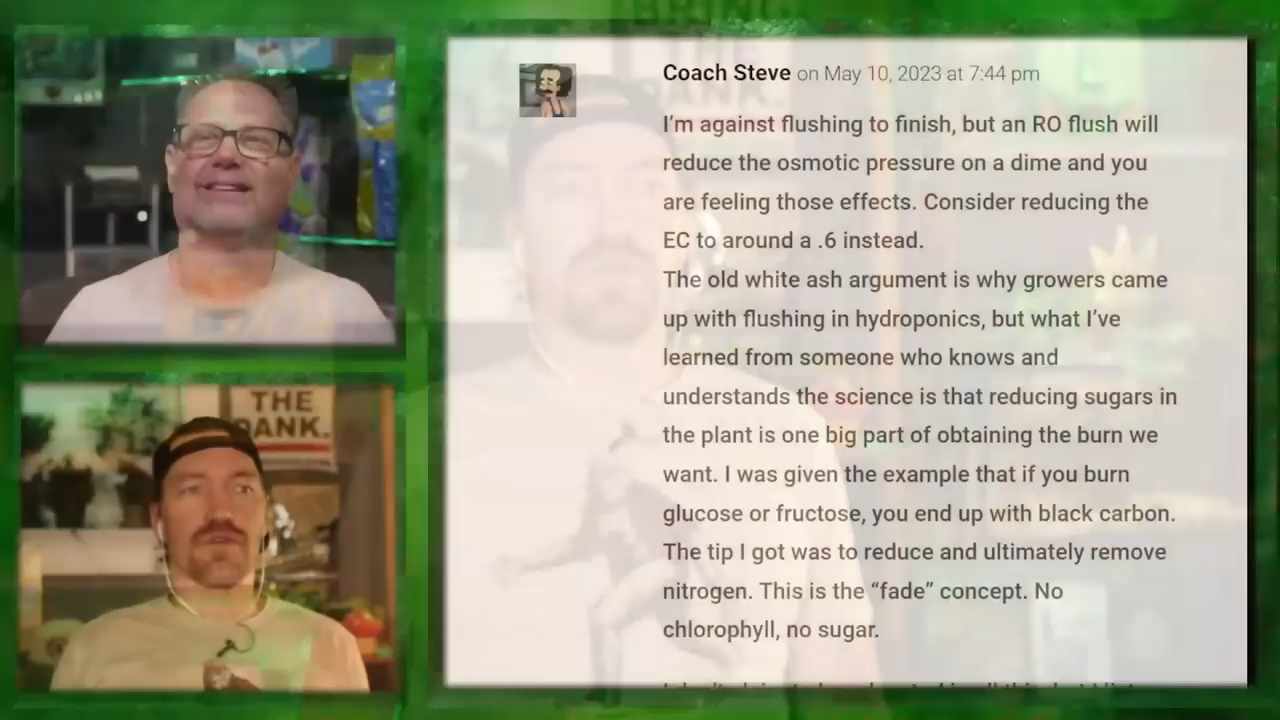 Coach Steve on May 10, 2023 at 7:44 pm
I'm against flushing to finish, but an RO flush will
reduce the osmotic pressure on a dime and you
are feeling those effects. Consider reducing the
EC to around a .6 instead.
The old white ash argument is why growers came
up with flushing in hydroponics, but what I've
learned from someone who knows and
understands the science is that reducing sugars in
the plant is one big part of obtaining the burn we
want. I was given the example that if you burn
glucose or fructose, you end up with black carbon.
The tip I got was to reduce and ultimately remove
nitrogen. This is the “fade” concept. No
chlorophyll, no sugar.
THE
DANK.
BRING
THE
DANK.